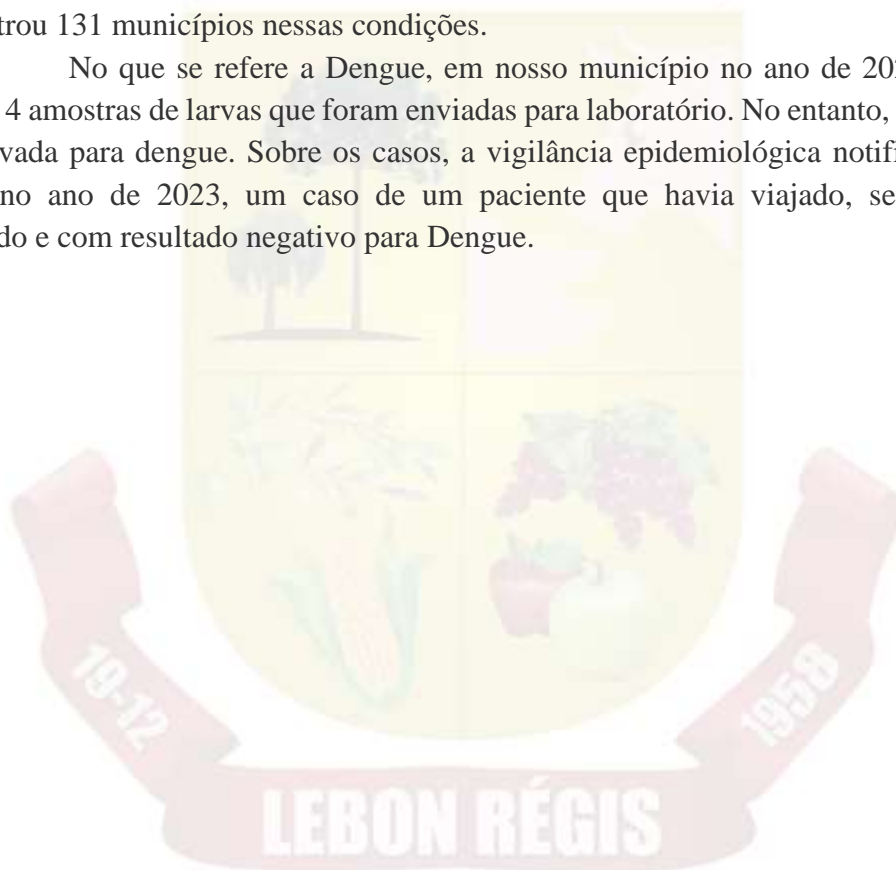 trou 131 municípios nessas condições.
No que se refere a Dengue, em nosso município no ano de 202
4 amostras de larvas que foram enviadas para laboratório. No entanto,
vada para dengue. Sobre os casos, a vigilância epidemiológica notifi
no ano de 2023, um caso de um paciente que havia viajado, se
do e com resultado negativo para Dengue.
19-12
1958
LEBON RÉGIS